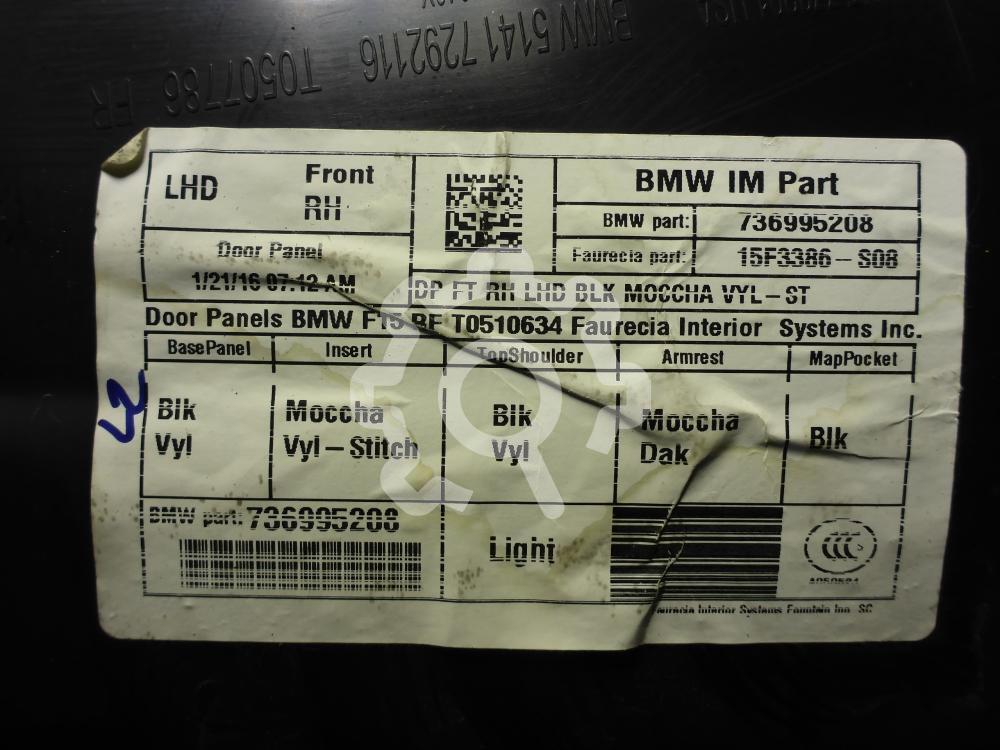 BMW 5141 7292116 T0507786 FR
LHD
Front
RH
BMW IM Part
BMW part: 736995208
Door Panel
Faurecia part: 15F3386-S08
1/21/16 07:12 AM
DP FT RH LHD BLK MOCCHA VYL-ST
Door Panels BMW F15 BF T0510634 Faurecia Interior Systems Inc.
BasePanel Insert TopShoulder Armrest MapPocket
Blk Moccha Blk Moccha Blk
Vyl Vyl-Stitch Vyl Dak
L2
BMW part: 736995208
Light
CCC
Faurecia Interior Systems Fountain Inn SC